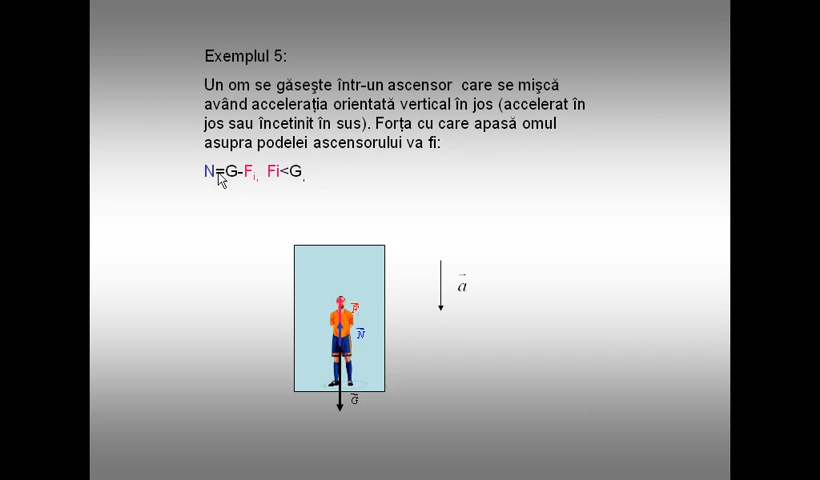 Exemplul 5:
Un om se găseşte într-un ascensor care se mişcă
având acceleraţia orientată vertical în jos (accelerat în
jos sau încetinit în sus). Forţa cu care apasă omul
asupra podelei ascensorului va fi:
N=G-Fi, Fi<G,
a
F
N
G